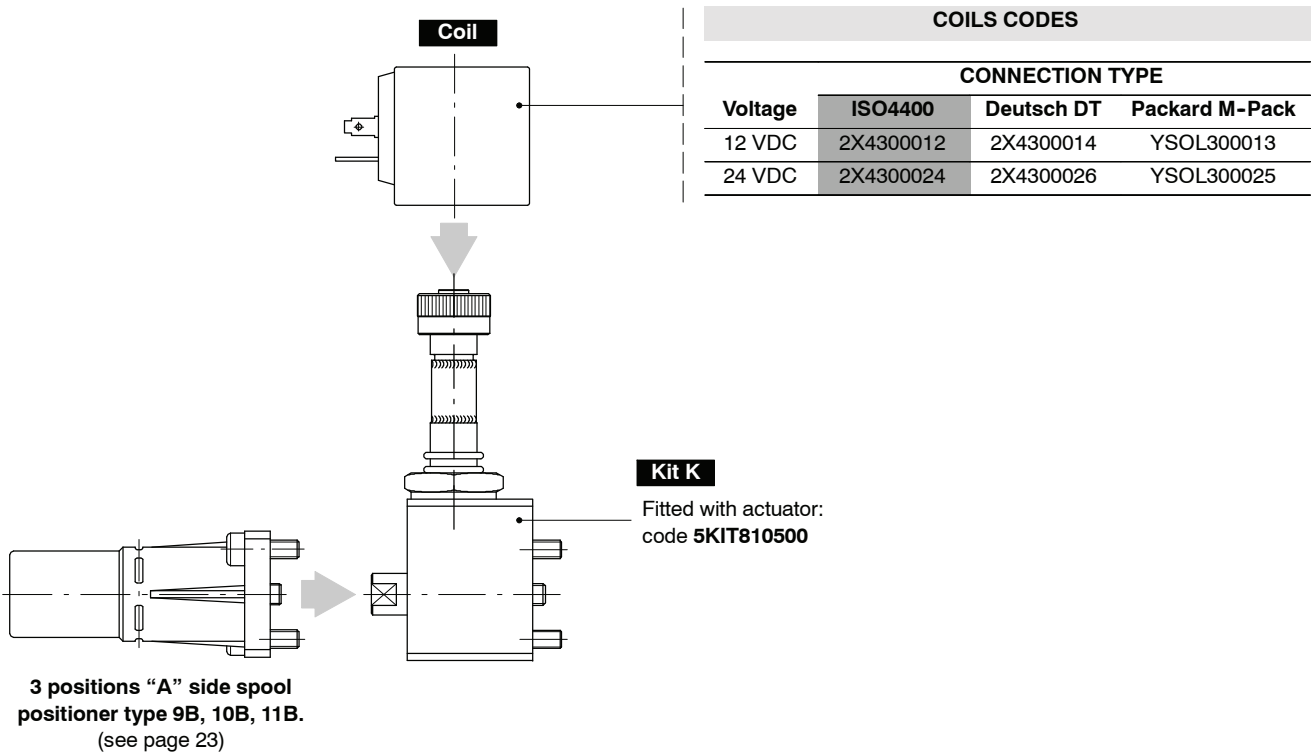 Coil
COILS CODES
CONNECTION TYPE
Voltage ISO4400 Deutsch DT Packard M-Pack
12 VDC 2X4300012 2X4300014 YSOL300013
24 VDC 2X4300024 2X4300026 YSOL300025
Kit K
Fitted with actuator:
code 5KIT810500
3 positions “A” side spool
positioner type 9B, 10B, 11B.
(see page 23)